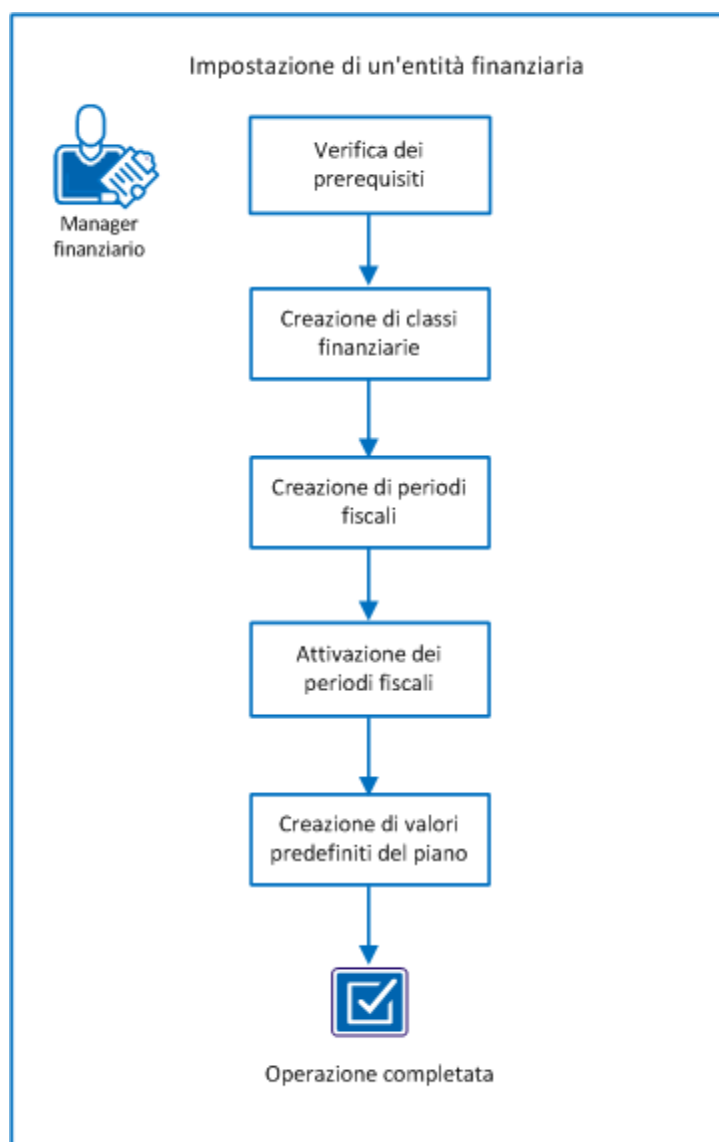 Impostazione di un'entità finanziaria
Manager
finanziario
Verifica dei
prerequisiti
Creazione di classi
finanziarie
Creazione di periodi
fiscali
Attivazione dei
periodi fiscali
Creazione di valori
predefiniti del piano
Operazione completata